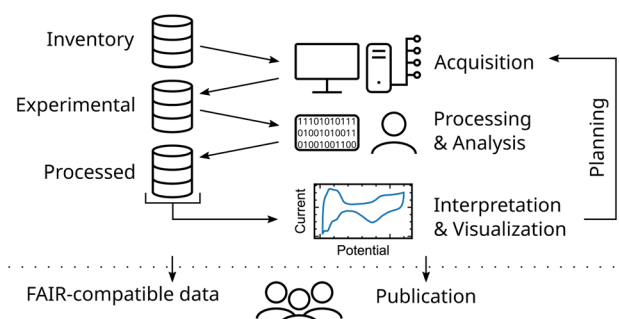 Inventory
Acquisition
Experimental
11101010111
01001010011
01001001100
Processing
& Analysis
Planning
Processed
Current
Potential
Interpretation
& Visualization
FAIR-compatible data
Publication